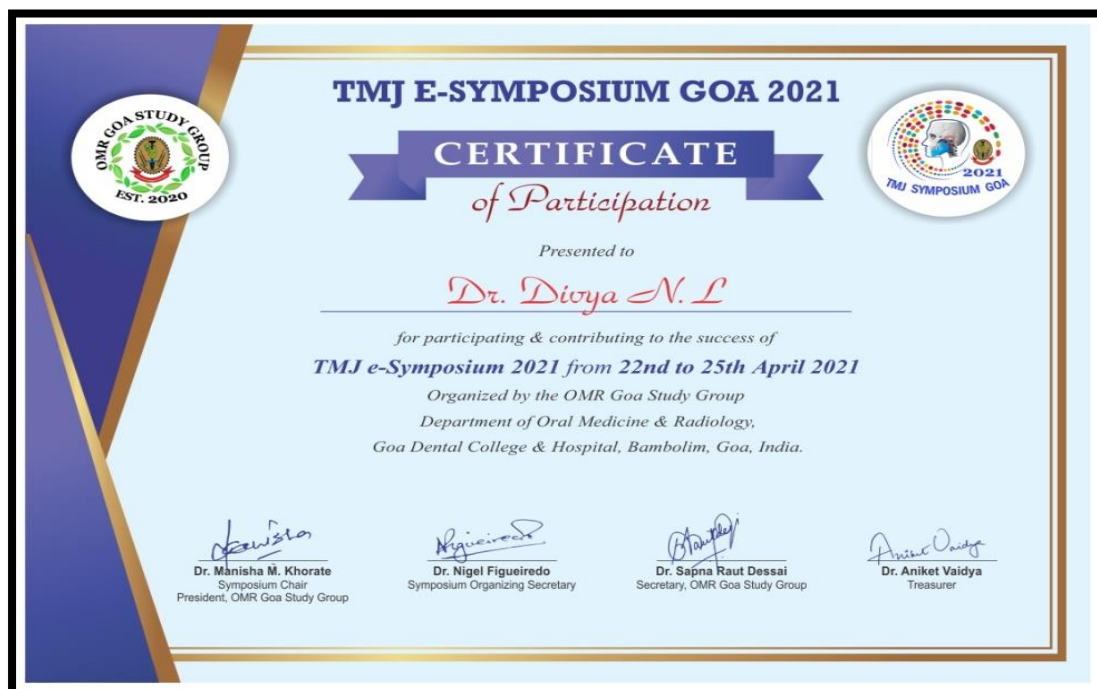 TMJ E-SYMPOSIUM GOA 2021
OMR GOA STUDY GROUP
EST. 2020
2021
TMJ SYMPOSIUM GOA
CERTIFICATE
of Participation
Presented to
Dr. Divya N. L
for participating & contributing to the success of
TMJ e-Symposium 2021 from 22nd to 25th April 2021
Organized by the OMR Goa Study Group
Department of Oral Medicine & Radiology,
Goa Dental College & Hospital, Bambolim, Goa, India.
Dr. Manisha M. Khorate
Symposium Chair
President, OMR Goa Study Group
Nfigueiredo
Dr. Nigel Figueiredo
Symposium Organizing Secretary
Dr. Sapna Raut Dessai
Secretary, OMR Goa Study Group
Aniket Vaidya
Dr. Aniket Vaidya
Treasurer